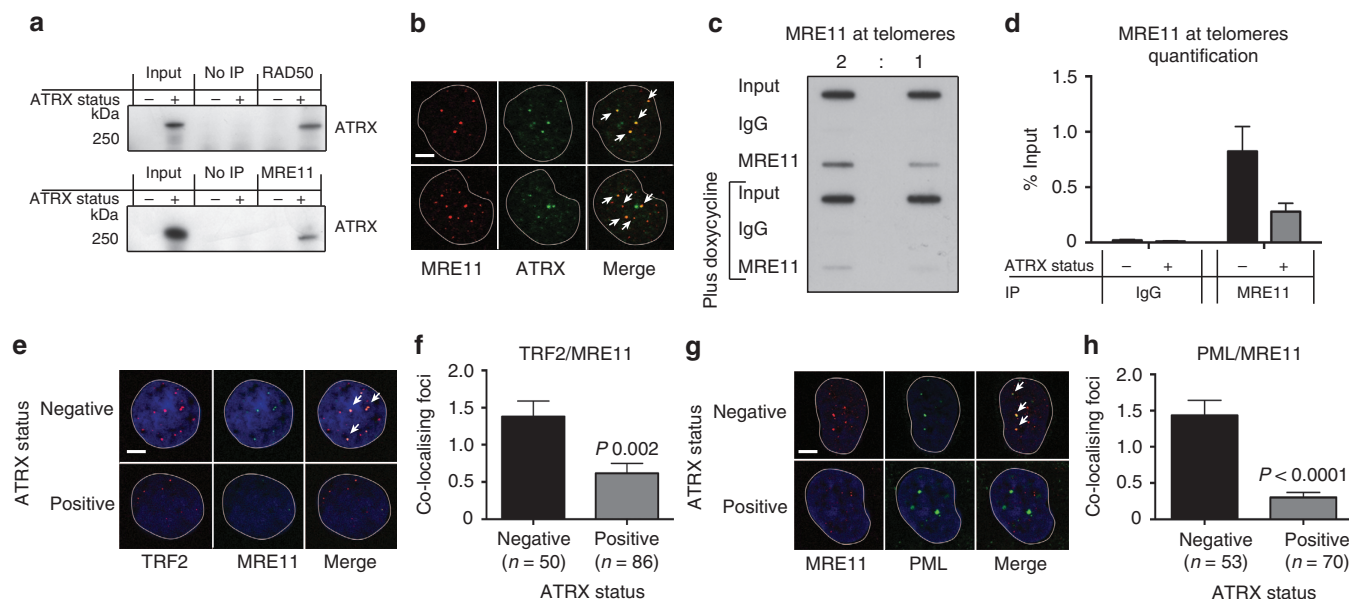 a
Input No IP RAD50
ATRX status – + – + – +
kDa
250
ATRX
Input No IP MRE11
ATRX status – + – + – +
kDa
250
ATRX
b
MRE11 ATRX Merge
c
MRE11 at telomeres
2 : 1
Input
IgG
MRE11
Plus doxycycline
Input
IgG
MRE11
d
MRE11 at telomeres
quantification
% Input
1.5
1.0
0.5
0
ATRX status – + – +
IP IgG MRE11
e
ATRX status
Negative
Positive
TRF2 MRE11 Merge
f
TRF2/MRE11
Co-localising foci
2.0
1.5
1.0
0.5
0
P 0.002
Negative Positive
(n = 50) (n = 86)
ATRX status
g
ATRX status
Negative
Positive
MRE11 PML Merge
h
PML/MRE11
Co-localising foci
2.0
1.5
1.0
0.5
0
P < 0.0001
Negative Positive
(n = 53) (n = 70)
ATRX status